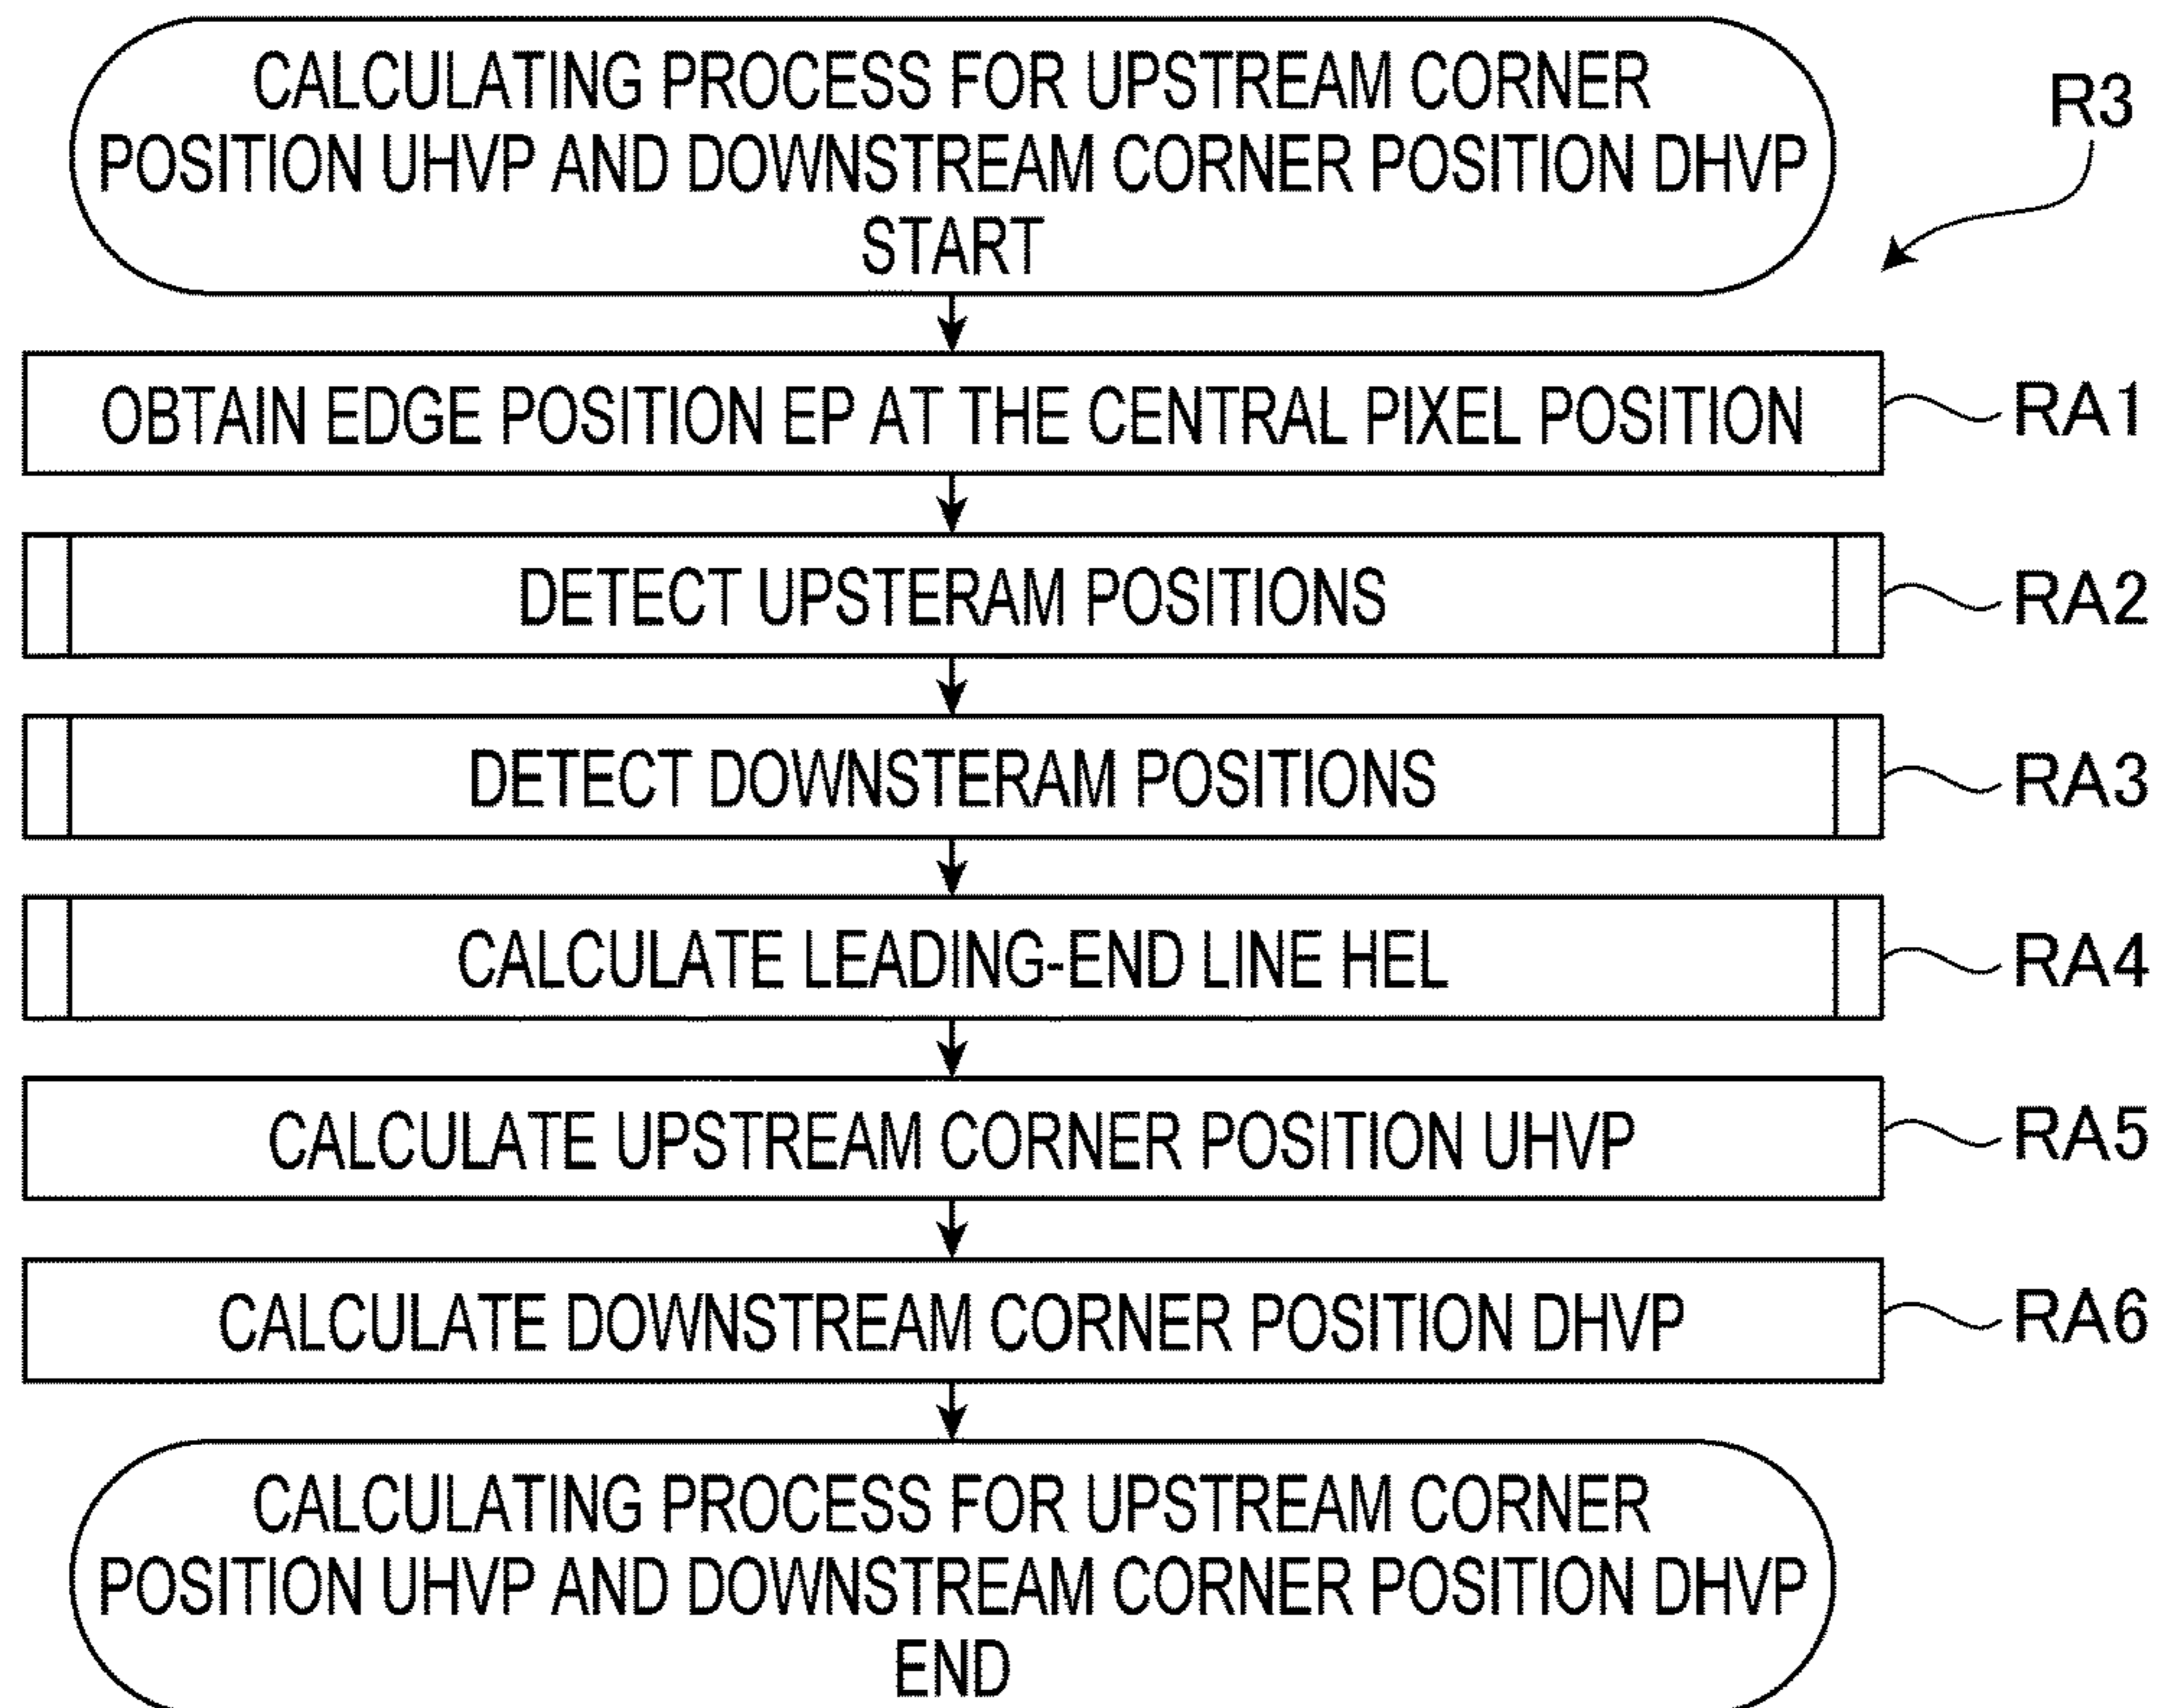 CALCULATING PROCESS FOR UPSTREAM CORNER
POSITION UHVP AND DOWNSTREAM CORNER POSITION DHVP
START
R3
OBTAIN EDGE POSITION EP AT THE CENTRAL PIXEL POSITION
RA1
DETECT UPSTERAM POSITIONS
RA2
DETECT DOWNSTERAM POSITIONS
RA3
CALCULATE LEADING-END LINE HEL
RA4
CALCULATE UPSTREAM CORNER POSITION UHVP
RA5
CALCULATE DOWNSTREAM CORNER POSITION DHVP
RA6
CALCULATING PROCESS FOR UPSTREAM CORNER
POSITION UHVP AND DOWNSTREAM CORNER POSITION DHVP
END